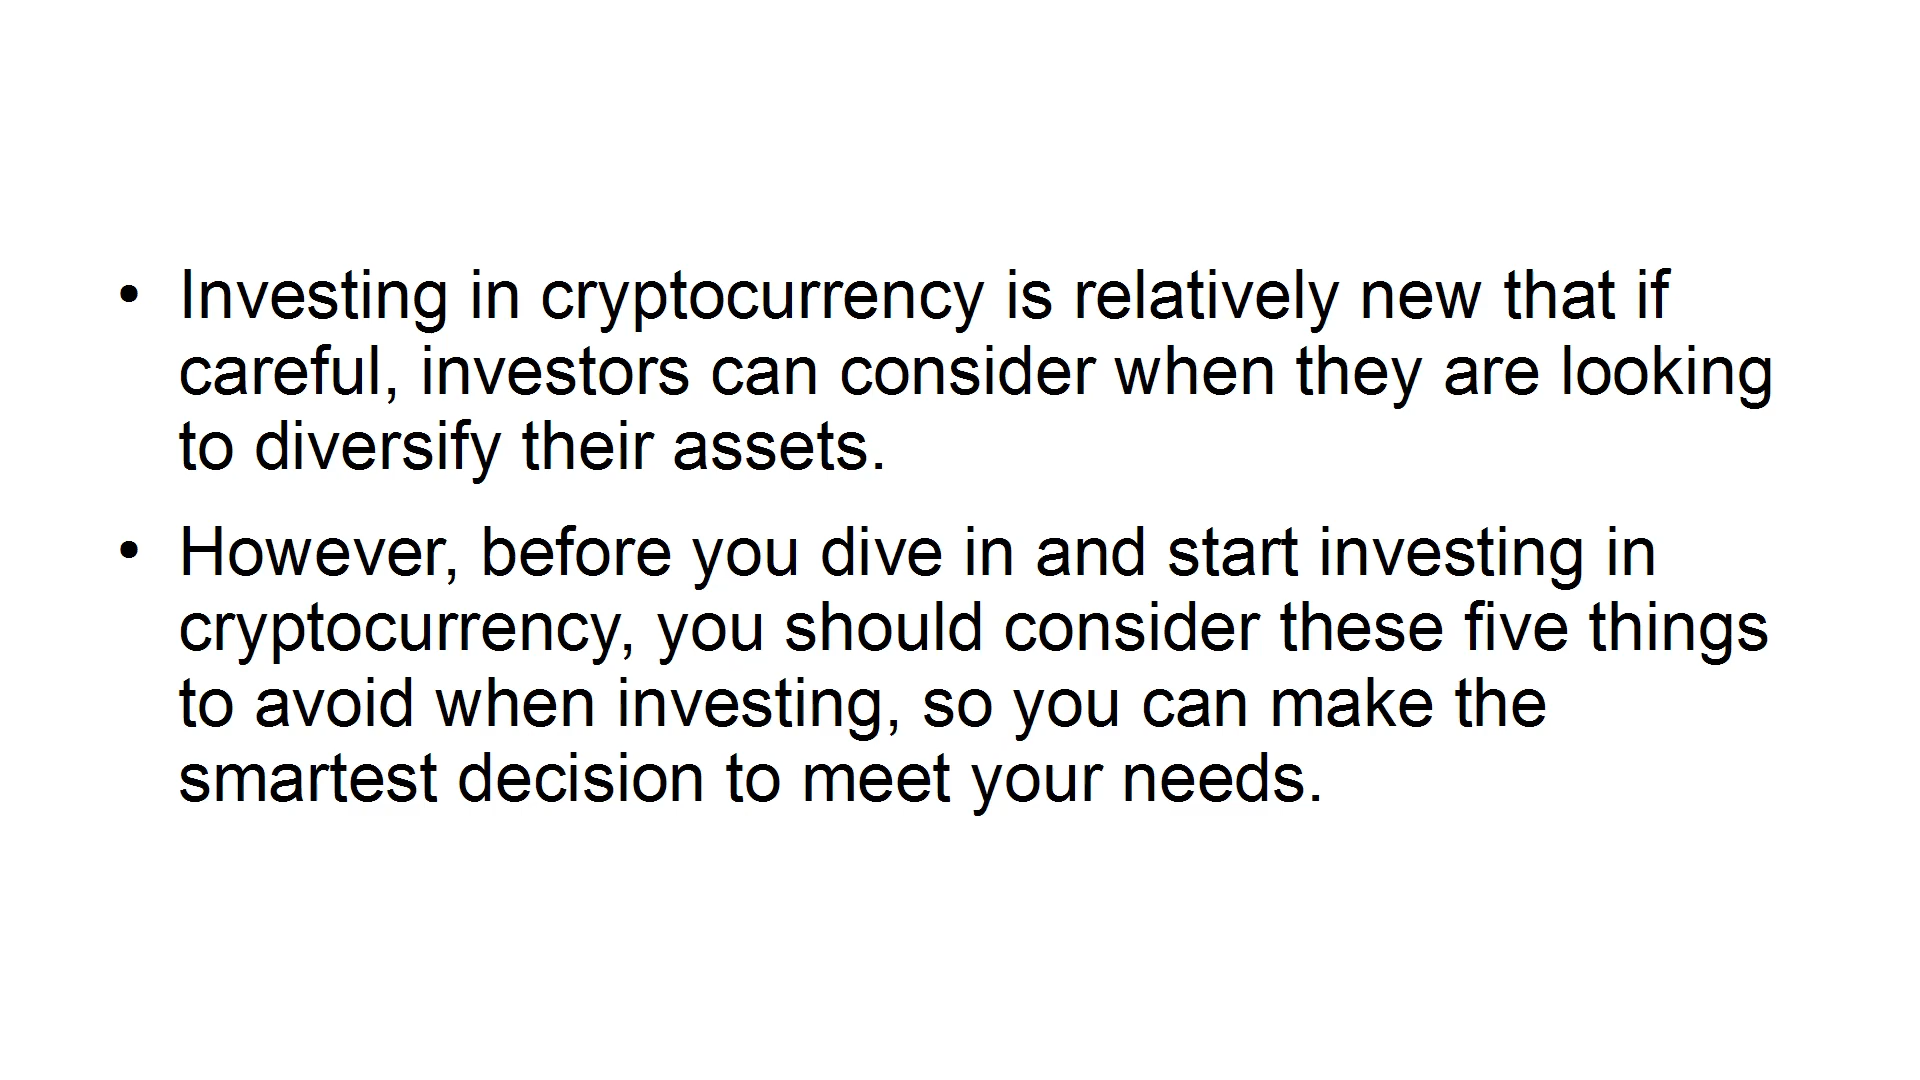 • Investing in cryptocurrency is relatively new that if
careful, investors can consider when they are looking
to diversify their assets.
• However, before you dive in and start investing in
cryptocurrency, you should consider these five things
to avoid when investing, so you can make the
smartest decision to meet your needs.